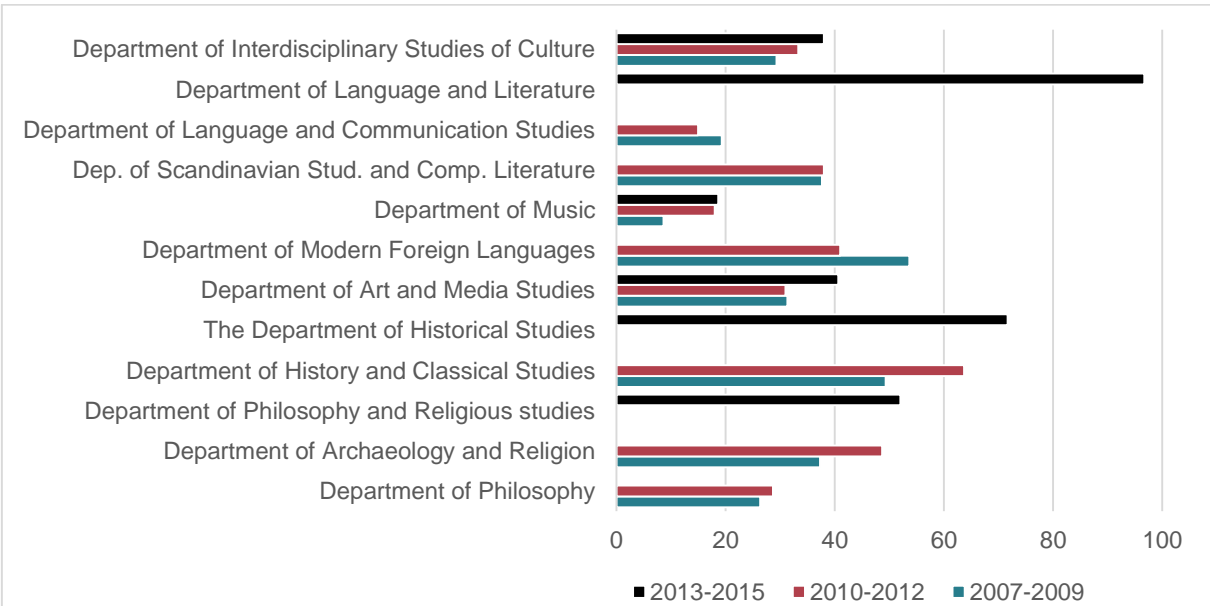 Department of Interdisciplinary Studies of Culture
Department of Language and Literature
Department of Language and Communication Studies
Dep. of Scandinavian Stud. and Comp. Literature
Department of Music
Department of Modern Foreign Languages
Department of Art and Media Studies
The Department of Historical Studies
Department of History and Classical Studies
Department of Philosophy and Religious studies
Department of Archaeology and Religion
Department of Philosophy
0 20 40 60 80 100
2013-2015 2010-2012 2007-2009